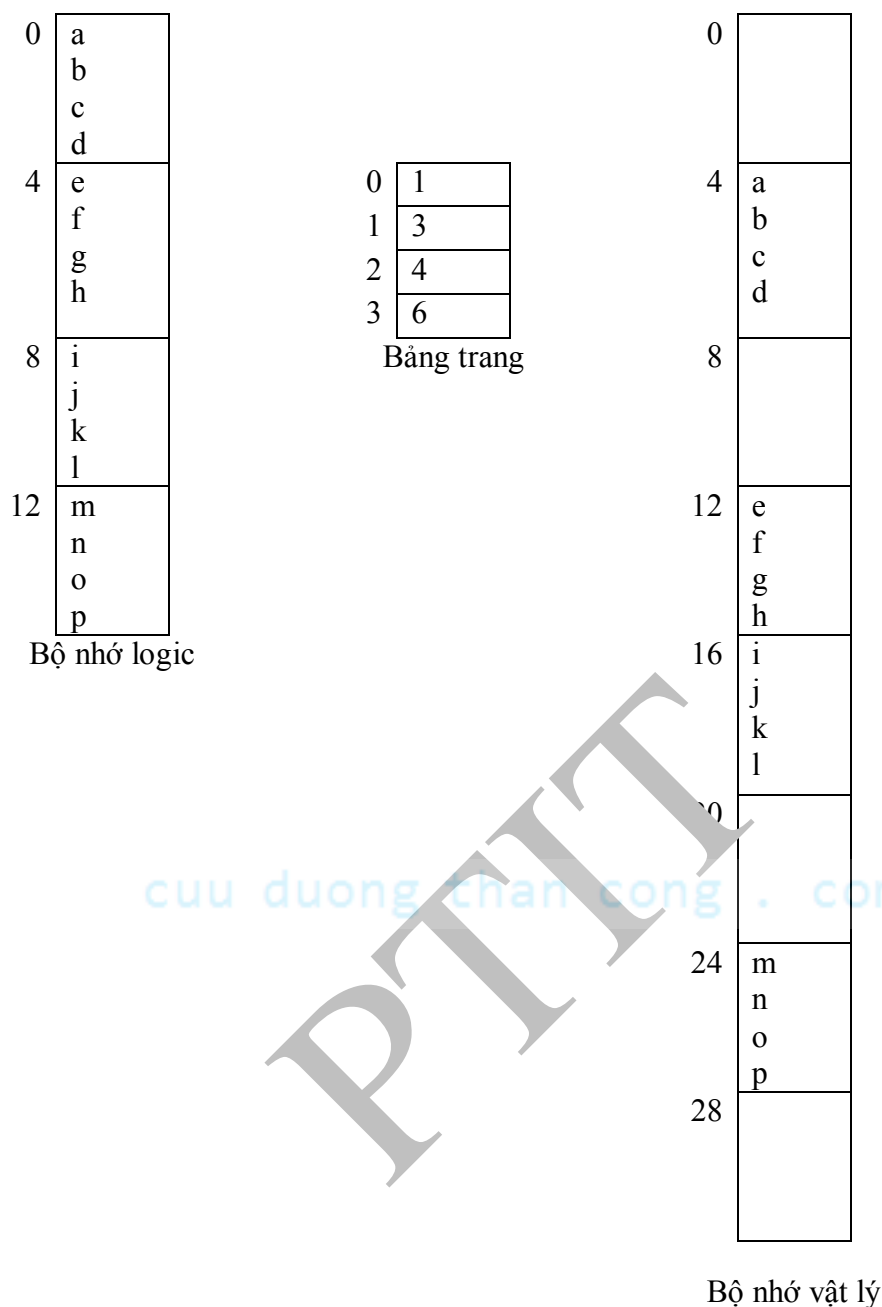 0
a
b
c
d
4
e
f
g
h
8
i
j
k
l
12
m
n
o
p
Bộ nhớ logic
0 1
1 3
2 4
3 6
Bảng trang
0
4
a
b
c
d
8
12
e
f
g
h
16
i
j
k
l
24
m
n
o
p
28
Bộ nhớ vật lý
cuu duong than cong . com
PTIT